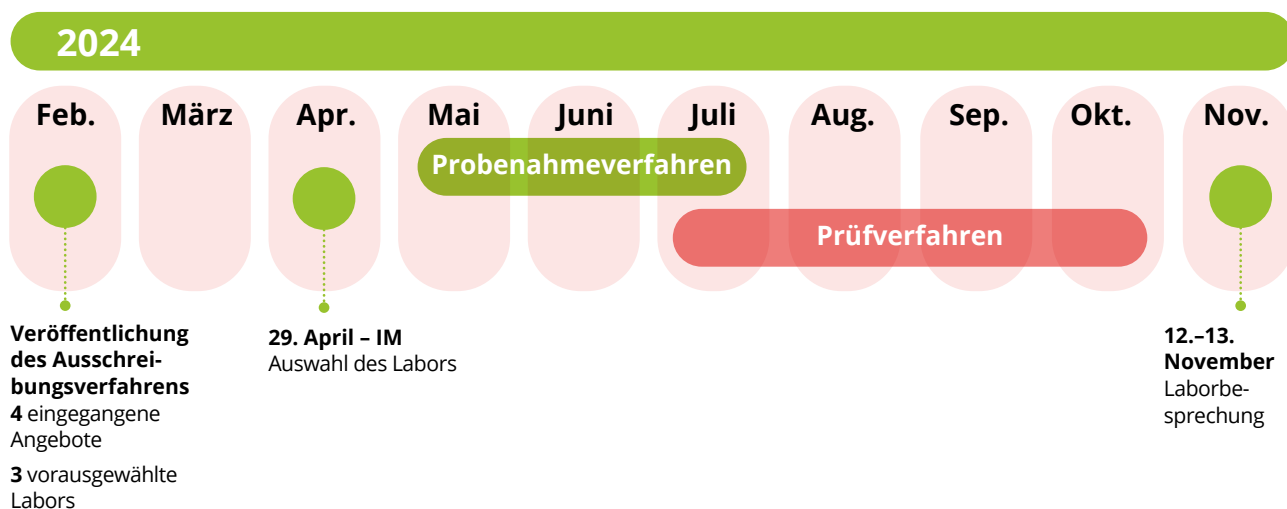 2024
Feb. März Apr. Mai Juni Juli Aug. Sep. Okt. Nov.
Probenahmeverfahren
Prüfverfahren
Veröffentlichung
des Ausschrei-
bungsverfahrens
4 eingegangene
Angebote
3 vorausgewählte
Labors
29. April – IM
Auswahl des Labors
12.–13.
November
Laborbe-
sprechung